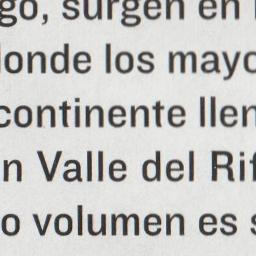 go, surgen en
donde los mayo
continente llen
n Valle del Rif
o volumen es s